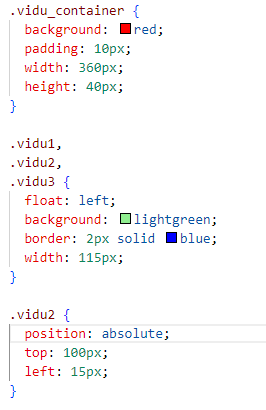 .vidu_container {
background: red;
padding: 10px;
width: 360px;
height: 40px;
}
.vidu1,
.vidu2,
.vidu3 {
float: left;
background: lightgreen;
border: 2px solid blue;
width: 115px;
}
.vidu2 {
position: absolute;
top: 100px;
left: 15px;
}